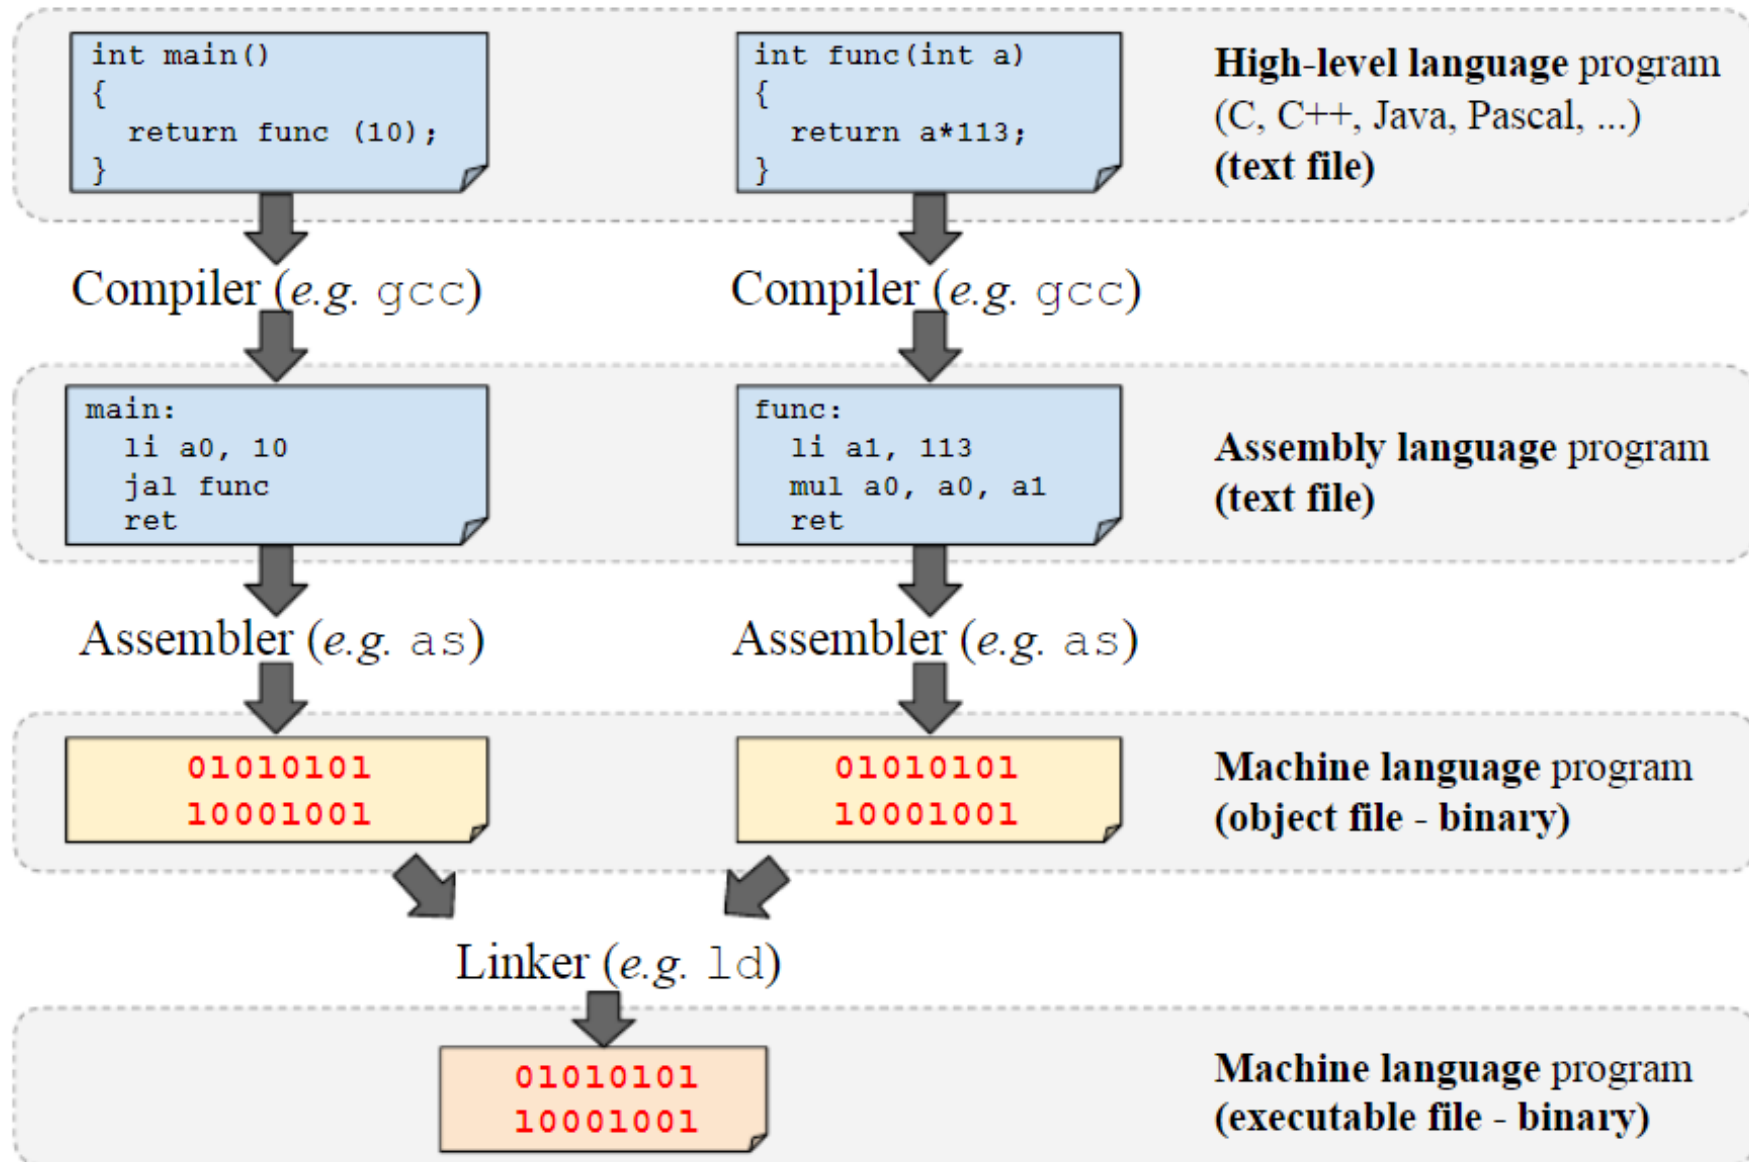 int main()
{
  return func (10);
}
int func(int a)
{
  return a*113;
}
High-level language program
(C, C++, Java, Pascal, ...)
(text file)
Compiler (e.g. gcc)
Compiler (e.g. gcc)
main:
  li a0, 10
  jal func
  ret
func:
  li a1, 113
  mul a0, a0, a1
  ret
Assembly language program
(text file)
Assembler (e.g. as)
Assembler (e.g. as)
01010101
10001001
01010101
10001001
Machine language program
(object file - binary)
Linker (e.g. ld)
01010101
10001001
Machine language program
(executable file - binary)